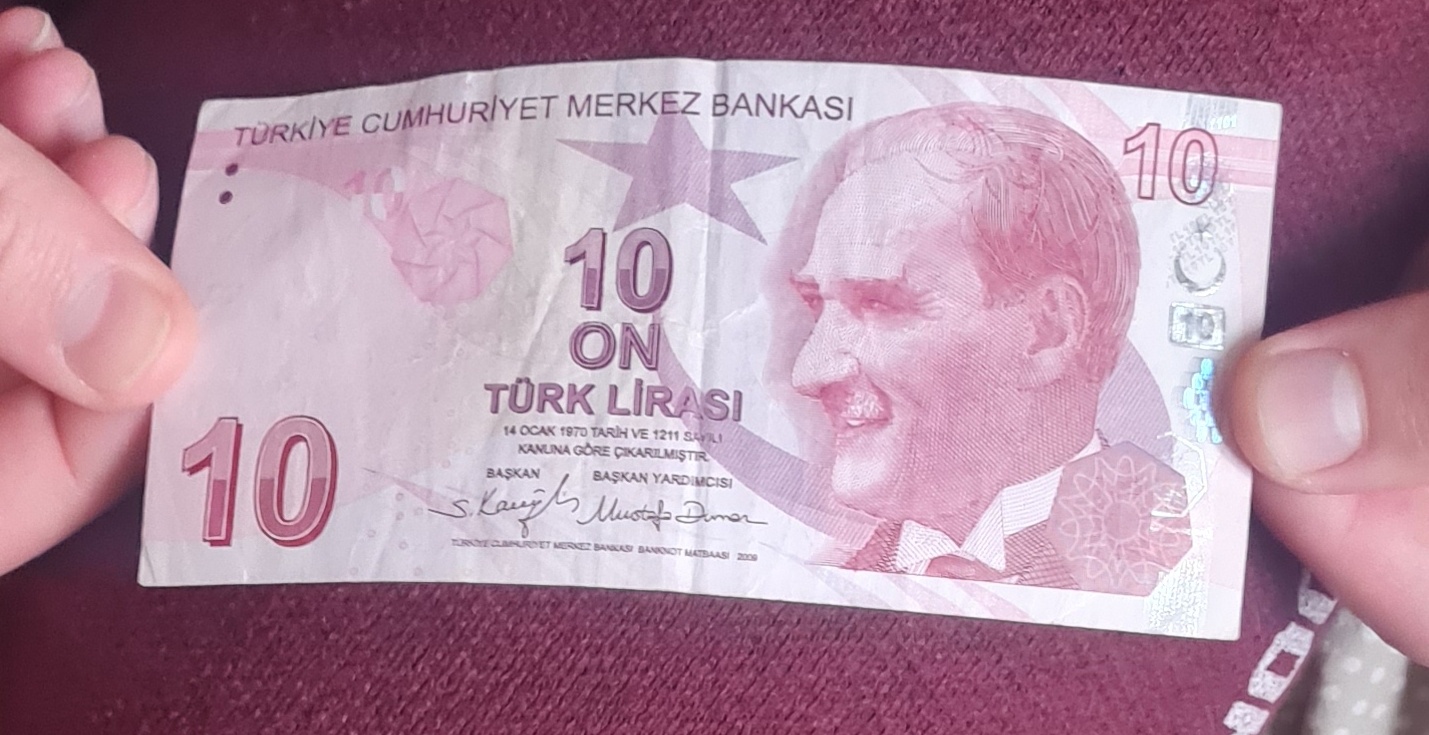 TÜRKİYE CUMHURİYET MERKEZ BANKASI
10
10
10
ON
TÜRK LİRASI
14 OCAK 1970 TARİH VE 1211 SAYILI
KANUNA GÖRE ÇIKARILMIŞTIR.
BAŞKAN BAŞKAN YARDIMCISI
10
TÜRKİYE CUMHURİYET MERKEZ BANKASI BANKNOT MATBAASI 2009
10